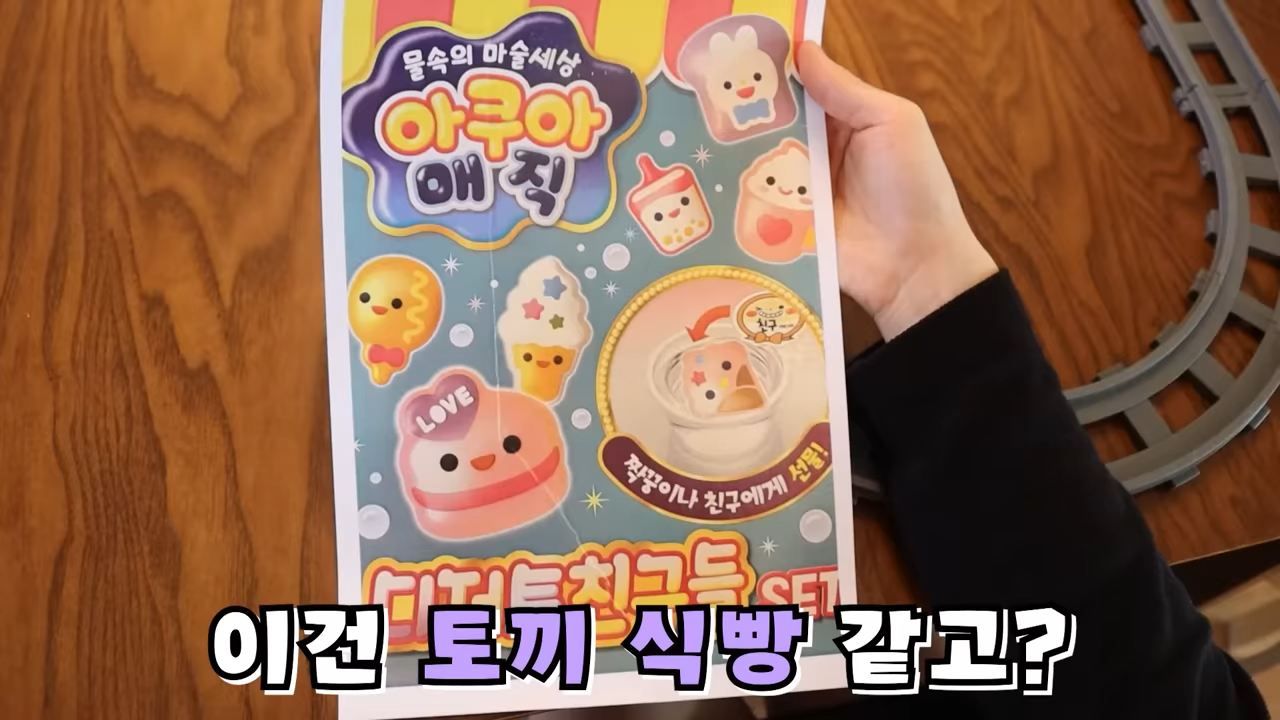 물속의 마술세상
아쿠아
매직
친구
LOVE
짝꿍이나 친구에게 선물!
디저트친구들 SET
이건 토끼 식빵 같고?